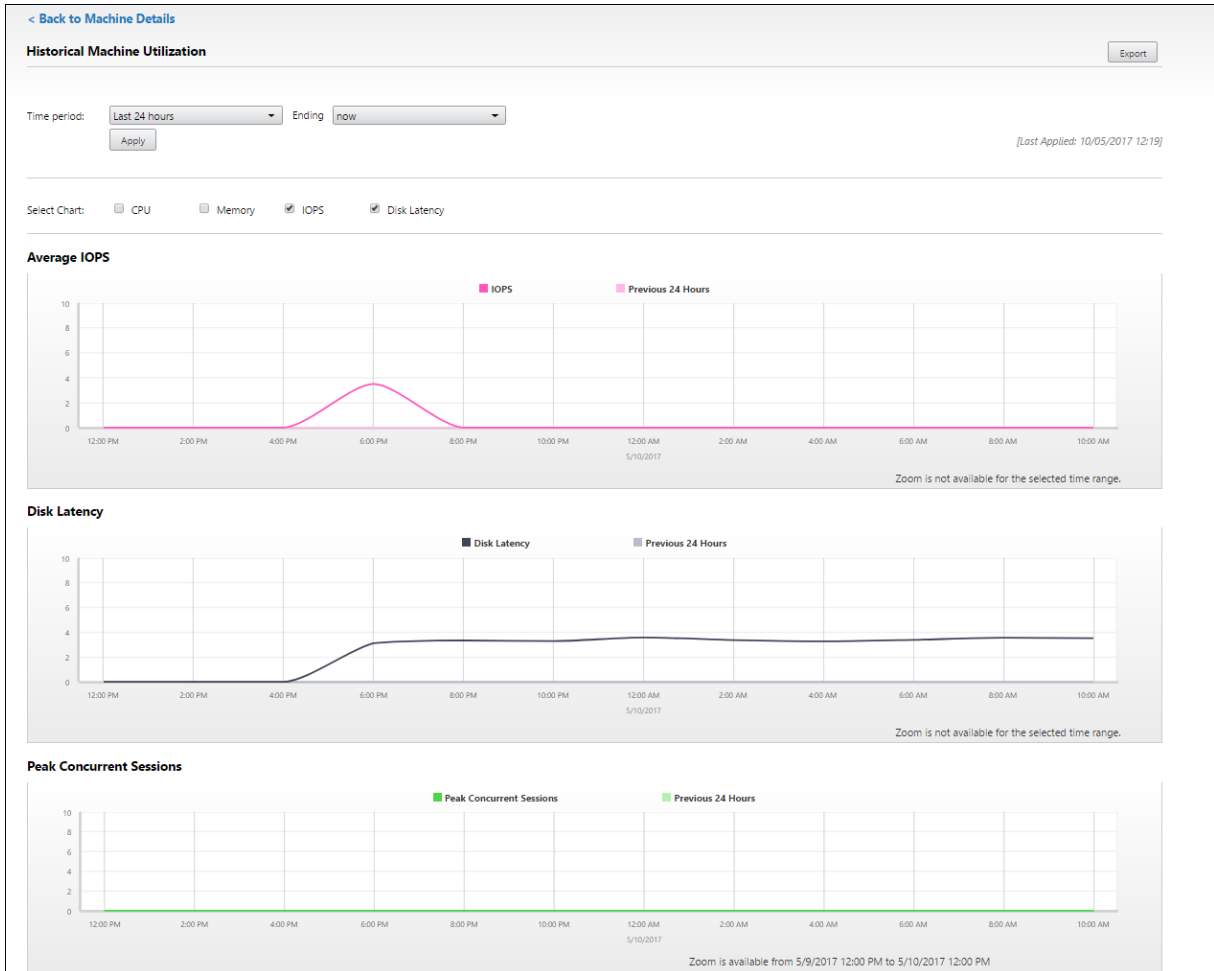 < Back to Machine Details
Historical Machine Utilization
Export
Time period: Last 24 hours Ending now
Apply
[Last Applied: 10/05/2017 12:19]
Select Chart: CPU Memory IOPS Disk Latency
Average IOPS
IOPS Previous 24 Hours
10
8
6
4
2
0
12:00 PM 2:00 PM 4:00 PM 6:00 PM 8:00 PM 10:00 PM 12:00 AM 2:00 AM 4:00 AM 6:00 AM 8:00 AM 10:00 AM
5/10/2017
Zoom is not available for the selected time range.
Disk Latency
Disk Latency Previous 24 Hours
10
8
6
4
2
0
12:00 PM 2:00 PM 4:00 PM 6:00 PM 8:00 PM 10:00 PM 12:00 AM 2:00 AM 4:00 AM 6:00 AM 8:00 AM 10:00 AM
5/10/2017
Zoom is not available for the selected time range.
Peak Concurrent Sessions
Peak Concurrent Sessions Previous 24 Hours
10
8
6
4
2
0
12:00 PM 2:00 PM 4:00 PM 6:00 PM 8:00 PM 10:00 PM 12:00 AM 2:00 AM 4:00 AM 6:00 AM 8:00 AM 10:00 AM
5/10/2017
Zoom is available from 5/9/2017 12:00 PM to 5/10/2017 12:00 PM